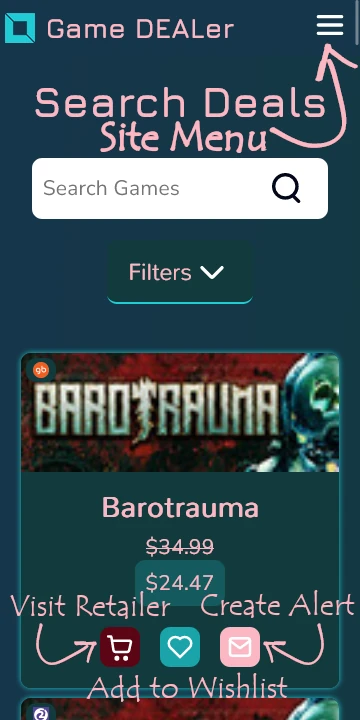 Game DEALer
Search Deals
Site Menu
Search Games
Filters
gb
BAROTRAUMA
Barotrauma
$34.99
$24.47
Visit Retailer
Create Alert
Add to Wishlist